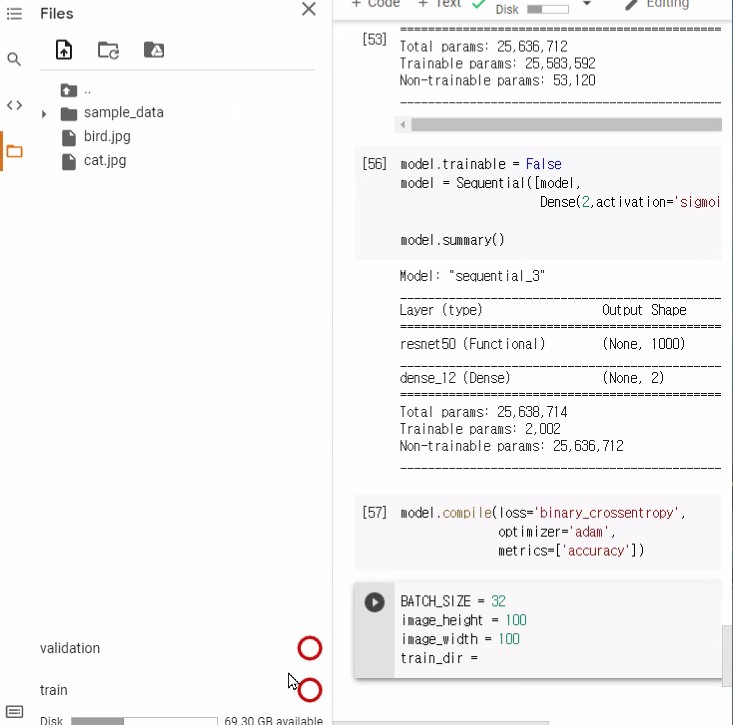 Files
..
sample_data
bird.jpg
cat.jpg
validation
train
Disk 69.30 GB available
+ Code + Text Disk Editing
[53]
Total params: 25,636,712
Trainable params: 25,583,592
Non-trainable params: 53,120
[56] model.trainable = False
model = Sequential([model,
Dense(2,activation='sigmoi
model.summary()
Model: "sequential_3"
Layer (type) Output Shape
resnet50 (Functional) (None, 1000)
dense_12 (Dense) (None, 2)
Total params: 25,638,714
Trainable params: 2,002
Non-trainable params: 25,636,712
[57] model.compile(loss='binary_crossentropy',
optimizer='adam',
metrics=['accuracy'])
BATCH_SIZE = 32
image_height = 100
image_width = 100
train_dir =